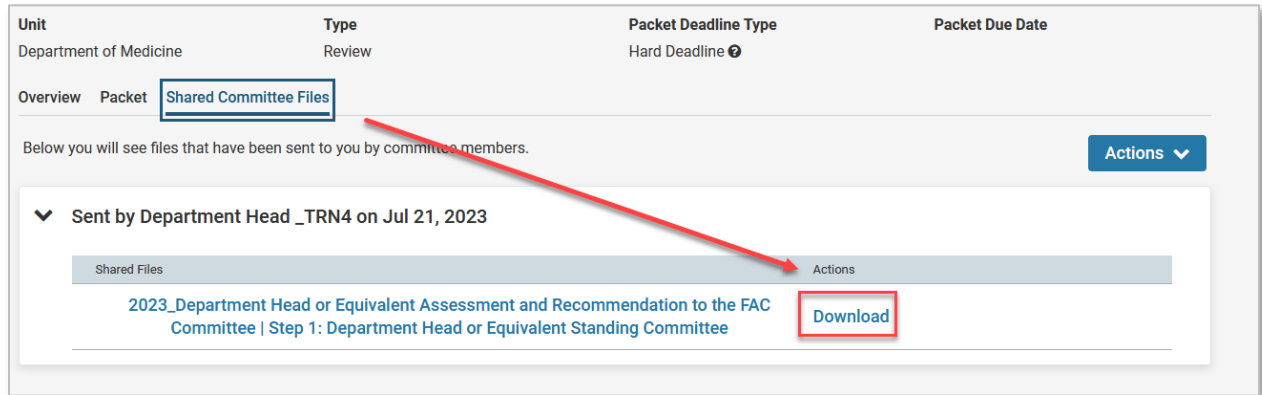 Unit Type Packet Deadline Type Packet Due Date
Department of Medicine Review Hard Deadline ?
Overview Packet Shared Committee Files
Below you will see files that have been sent to you by committee members.
Actions
Sent by Department Head _TRN4 on Jul 21, 2023
Shared Files Actions
2023_Department Head or Equivalent Assessment and Recommendation to the FAC
Committee | Step 1: Department Head or Equivalent Standing Committee
Download